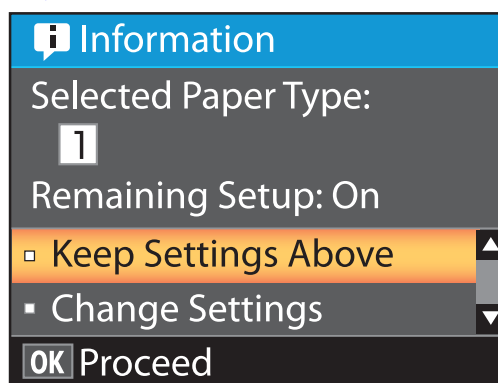 Information
Selected Paper Type:
1
Remaining Setup: On
Keep Settings Above
Change Settings
OK Proceed